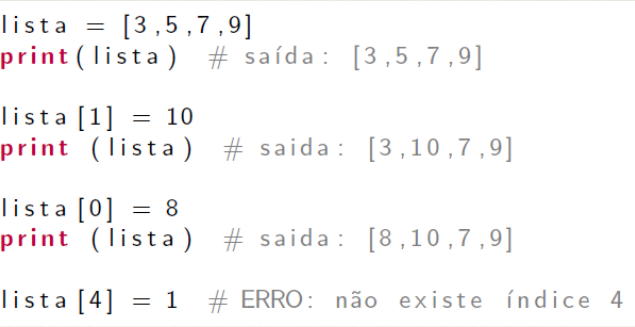 lista = [3,5,7,9]
print(lista) # saída: [3,5,7,9]
lista[1] = 10
print (lista) # saida: [3,10,7,9]
lista[0] = 8
print (lista) # saida: [8,10,7,9]
lista[4] = 1 # ERRO: não existe índice 4